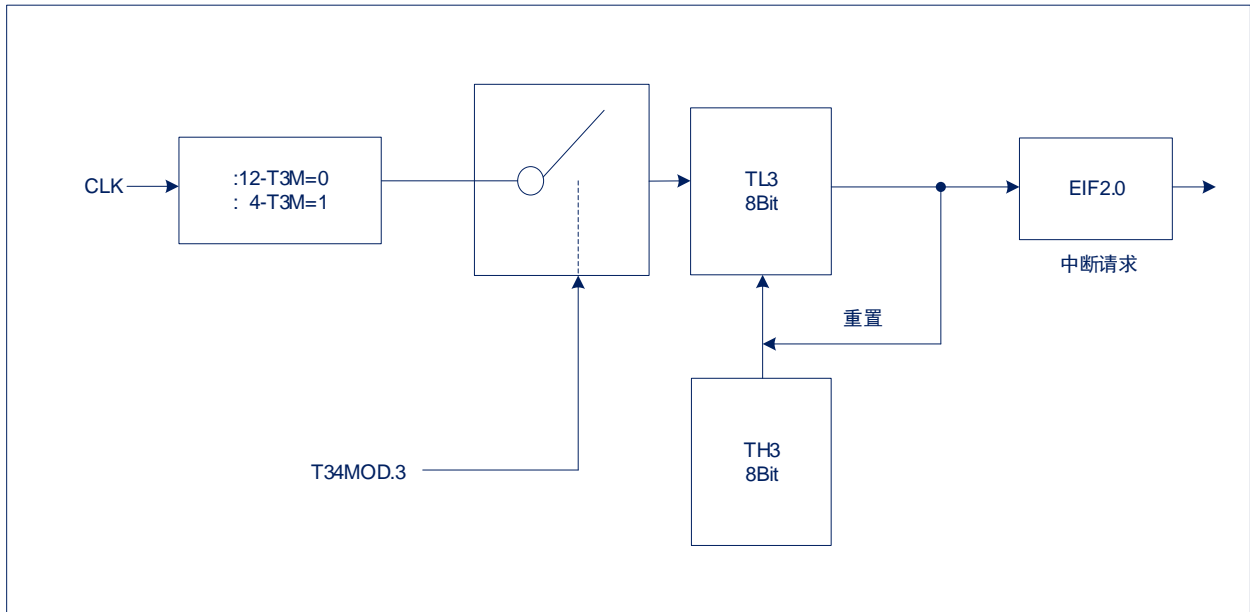 CLK
:12-T3M=0
: 4-T3M=1
TL3
8Bit
EIF2.0
中断请求
重置
TH3
8Bit
T34MOD.3